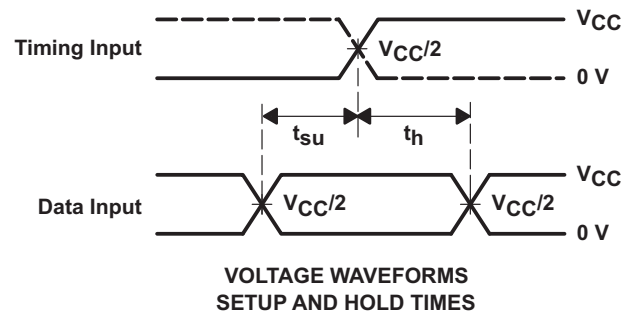 VCC
Timing Input
VCC/2
0 V
tsu
th
VCC
Data Input
VCC/2
VCC/2
0 V
VOLTAGE WAVEFORMS
SETUP AND HOLD TIMES